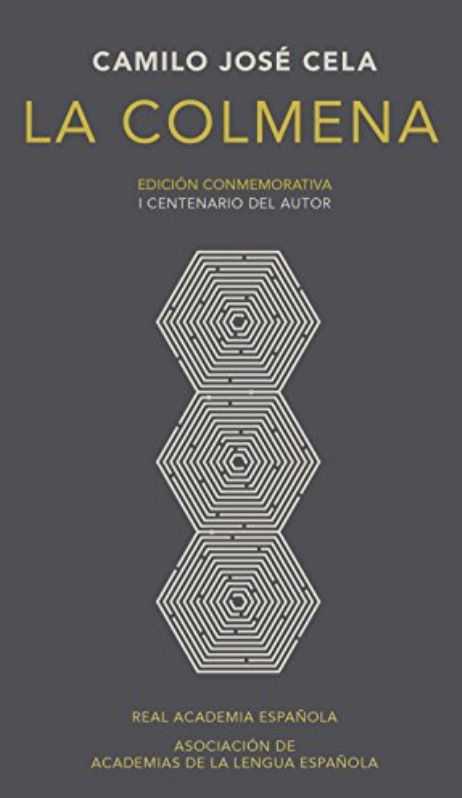 CAMILO JOSÉ CELA
LA COLMENA
EDICIÓN CONMEMORATIVA
I CENTENARIO DEL AUTOR
REAL ACADEMIA ESPAÑOLA
ASOCIACIÓN DE
ACADEMIAS DE LA LENGUA ESPAÑOLA